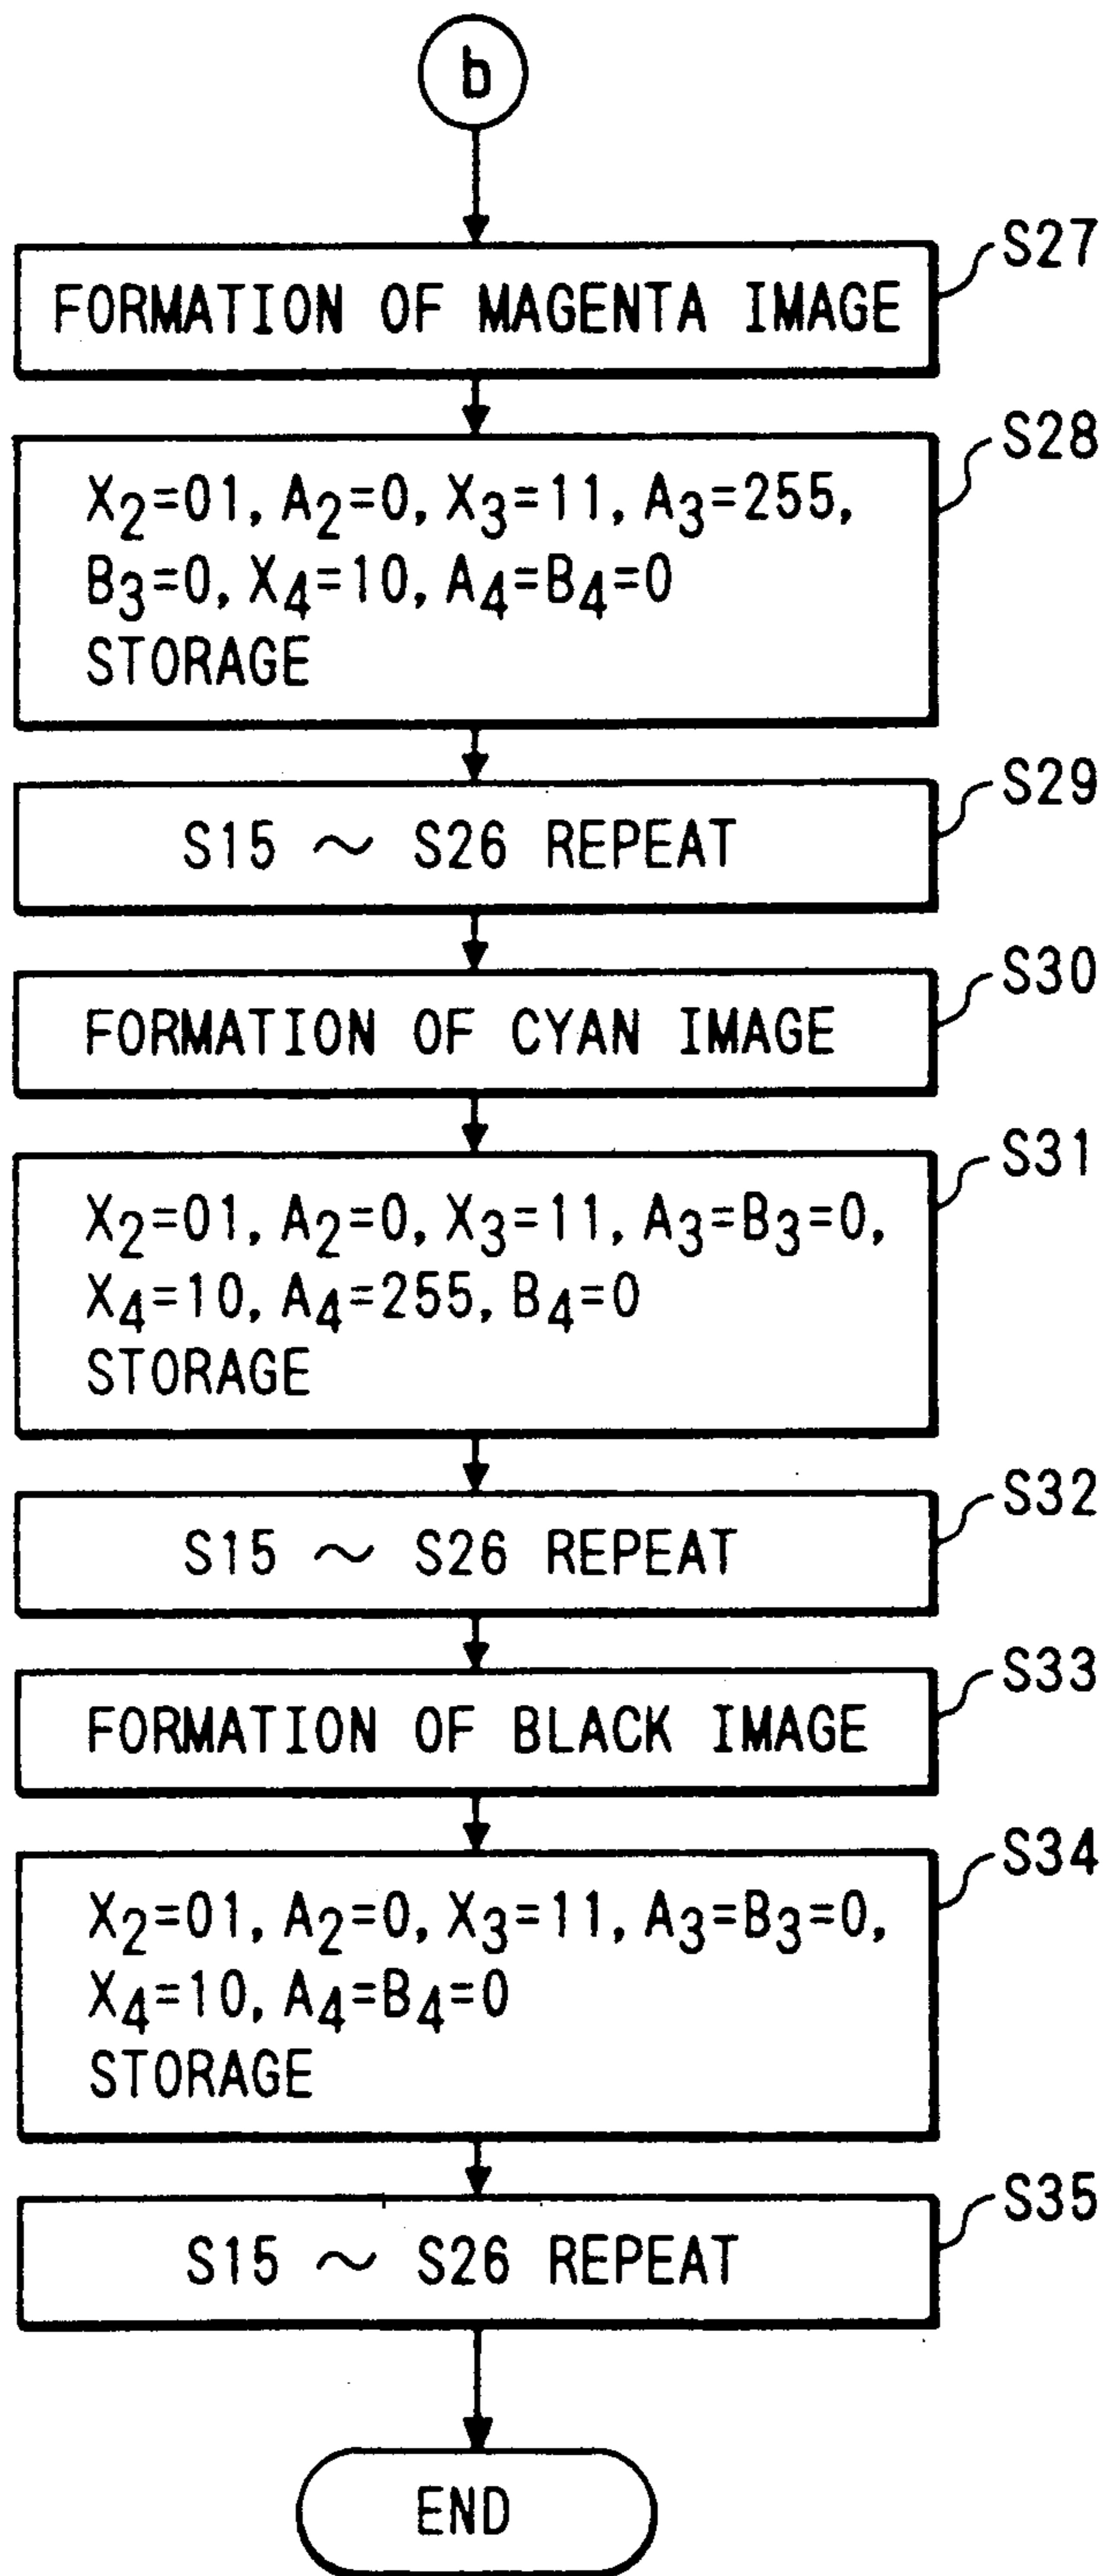 b
S27
FORMATION OF MAGENTA IMAGE
S28
X₂=01, A₂=0, X₃=11, A₃=255,
B₃=0, X₄=10, A₄=B₄=0
STORAGE
S29
S15 ~ S26 REPEAT
S30
FORMATION OF CYAN IMAGE
S31
X₂=01, A₂=0, X₃=11, A₃=B₃=0,
X₄=10, A₄=255, B₄=0
STORAGE
S32
S15 ~ S26 REPEAT
S33
FORMATION OF BLACK IMAGE
S34
X₂=01, A₂=0, X₃=11, A₃=B₃=0,
X₄=10, A₄=B₄=0
STORAGE
S35
S15 ~ S26 REPEAT
END